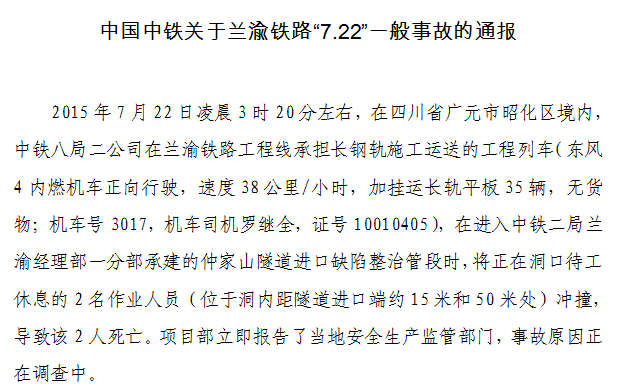 中国中铁关于兰渝铁路“7.22”一般事故的通报
2015 年 7 月 22 日凌晨 3 时 20分左右，在四川省广元市昭化区境内，
中铁八局二公司在兰渝铁路工程线承担长钢轨施工运送的工程列车(东风
4 内燃机车正向行驶，速度 38公里/小时，加挂运长轨平板 35 辆，无货
物；机车号 3017，机车司机罗继全，证号 10010405)，在进入中铁二局兰
渝经理部一分部承建的仲家山隧道进口缺陷整治管段时，将正在洞口待工
休息的 2 名作业人员（位于洞内距隧道进口端约 15 米和 50 米处）冲撞，
导致该 2 人死亡。项目部立即报告了当地安全生产监管部门，事故原因正
在调查中。